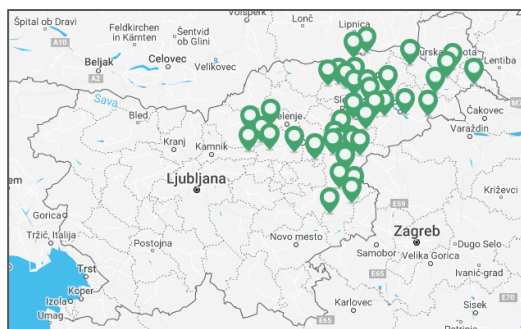 Špital ob Dravi
Feldkirchen
in Kärnten
Šentvid
ob Glini
Volšperk
Lonč
Lipnica
A10
Beljak
Celovec
Velikovec
A2
Lentiba
Sava
Bled
Kranj
Kamnik
Čakovec
Varaždin
Ljubljana
Križevci
E59
Gorica
Tržič, Italija
Postojna
Novo mesto
Zagreb
Samobor
Dugo Selo
Velika Gorica
E65
Ivanić-grad
Trst
Koper
Izola
Umag
Karlovec
Sisek
E70
E65